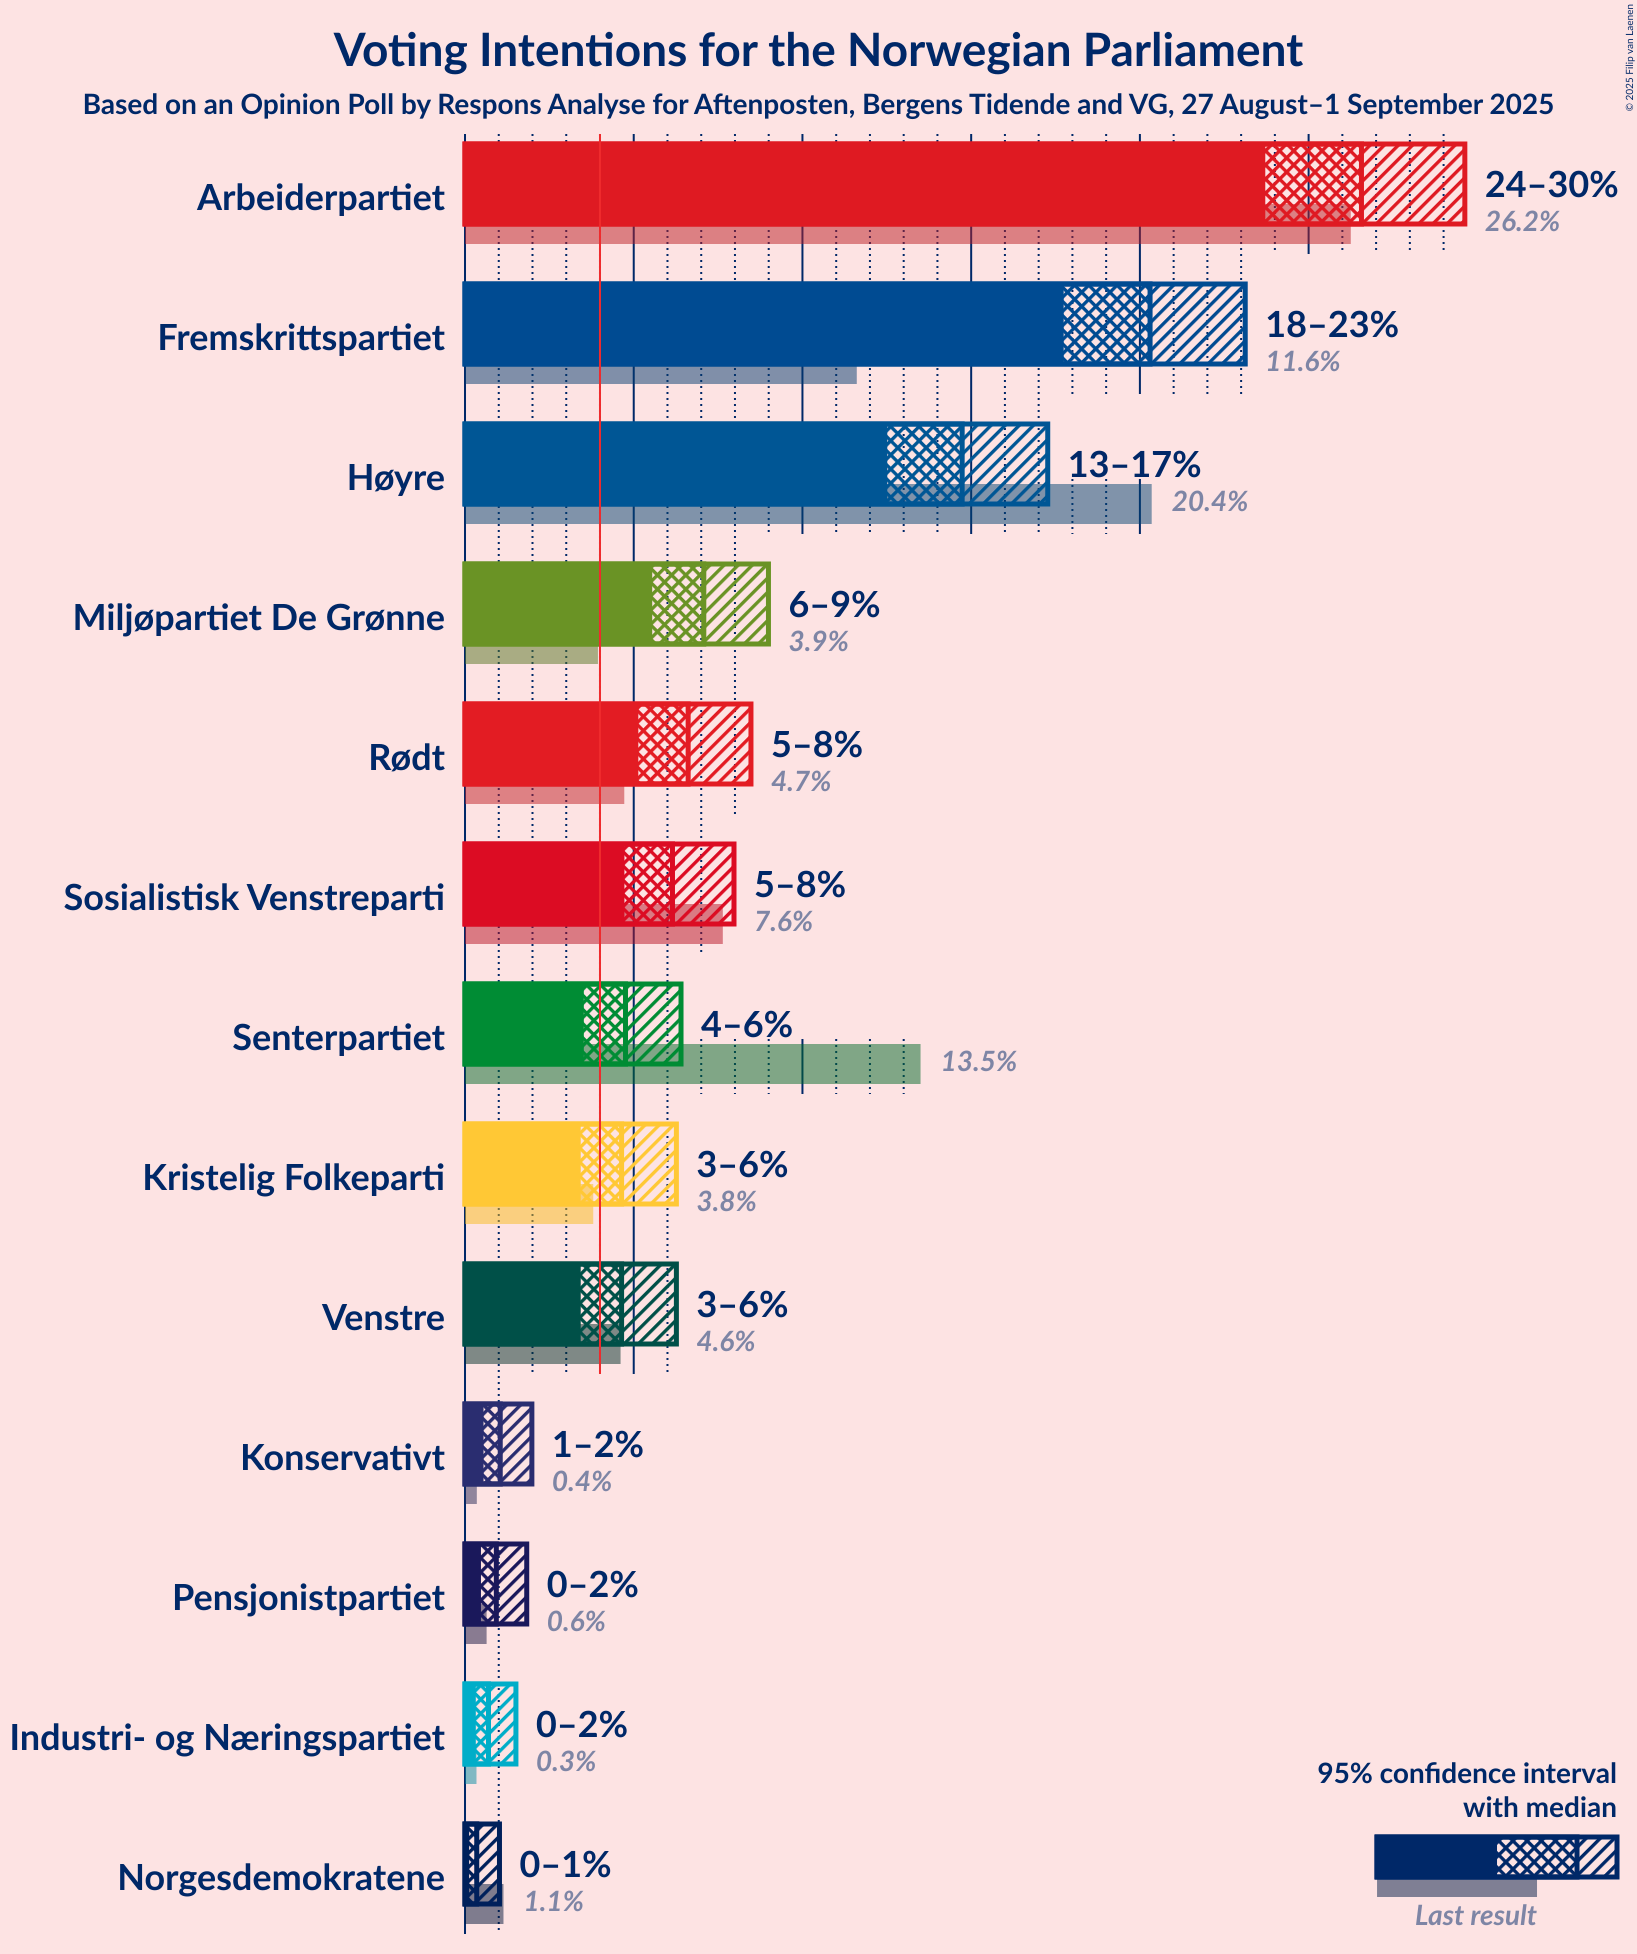 Voting Intentions for the Norwegian Parliament
Based on an Opinion Poll by Respons Analyse for Aftenposten, Bergens Tidende and VG, 27 August–1 September 2025
© 2025 Filip van Laenen
Arbeiderpartiet
24–30%
26.2%
Fremskrittspartiet
18–23%
11.6%
Høyre
13–17%
20.4%
Miljøpartiet De Grønne
6–9%
3.9%
Rødt
5–8%
4.7%
Sosialistisk Venstreparti
5–8%
7.6%
Senterpartiet
4–6%
13.5%
Kristelig Folkeparti
3–6%
3.8%
Venstre
3–6%
4.6%
Konservativt
1–2%
0.4%
Pensjonistpartiet
0–2%
0.6%
Industri- og Næringspartiet
0–2%
0.3%
Norgesdemokratene
0–1%
1.1%
95% confidence interval
with median
Last result